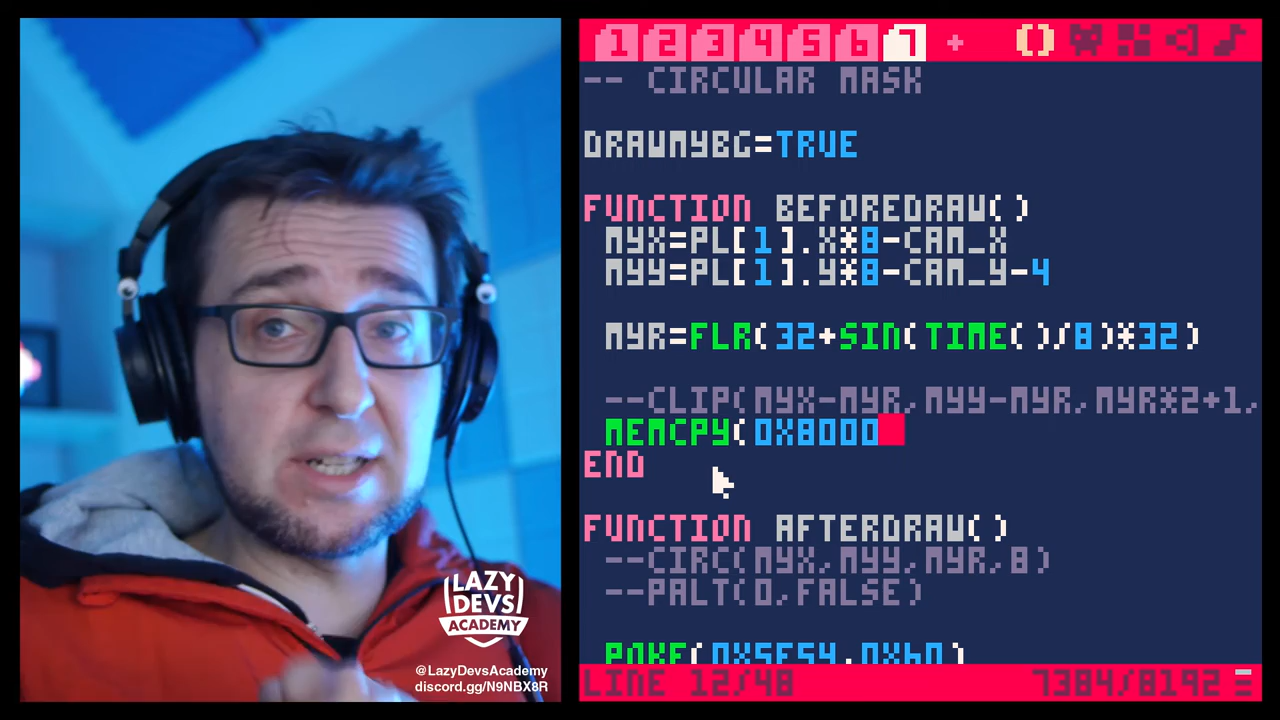 1 2 3 4 5 6 7 + ()
-- CIRCULAR MASK
DRAWMYBG=TRUE
FUNCTION BEFOREDRAW()
MYX=PL[1].X*8-CAM_X
MYY=PL[1].Y*8-CAM_Y-4
MYR=FLR(32+SIN(TIME()/8)*32)
--CLIP(MYX-MYR,MYY-MYR,MYR*2+1,
MEMCPY(0X8000
END
FUNCTION AFTERDRAW()
--CIRC(MYX,MYY,MYR,8)
--PALT(0,FALSE)
POKE(0X5F54,0X60)
LINE 12/48
7384/8192
LAZY
DEVS
ACADEMY
@LazyDevsAcademy
discord.gg/N9NBX8R